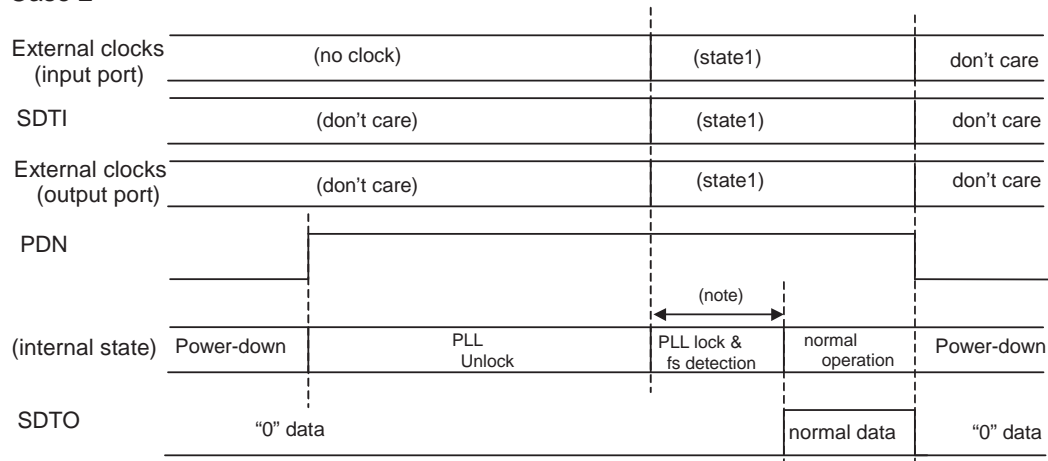 External clocks
(input port)
(no clock)
(state1)
don't care
SDTI
(don't care)
(state1)
don't care
External clocks
(output port)
(don't care)
(state1)
don't care
PDN
(note)
(internal state)
Power-down
PLL
Unlock
PLL lock &
fs detection
normal
operation
Power-down
SDTO
“0” data
normal data
“0” data